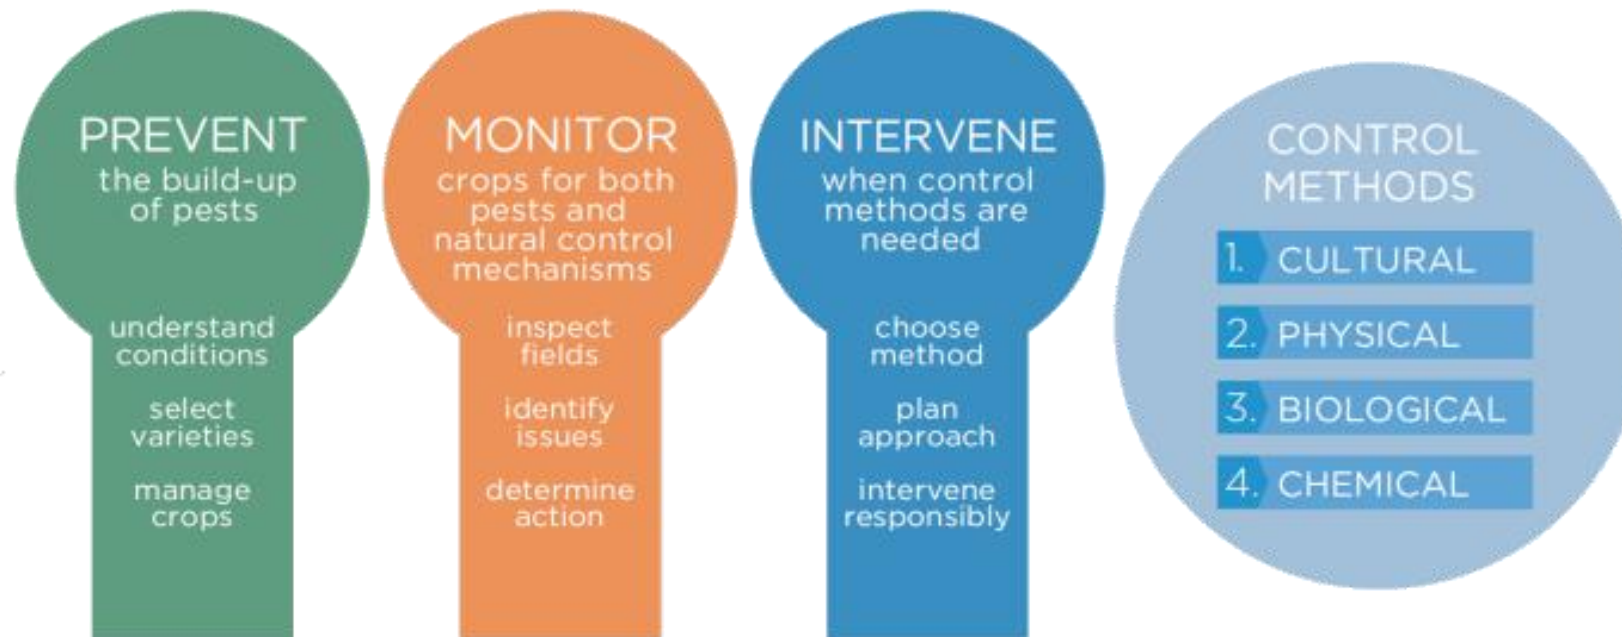 PREVENT
the build-up
of pests
understand
conditions
select
varieties
manage
crops
MONITOR
crops for both
pests and
natural control
mechanisms
inspect
fields
identify
issues
determine
action
INTERVENE
when control
methods are
needed
choose
method
plan
approach
intervene
responsibly
CONTROL
METHODS
1. CULTURAL
2. PHYSICAL
3. BIOLOGICAL
4. CHEMICAL